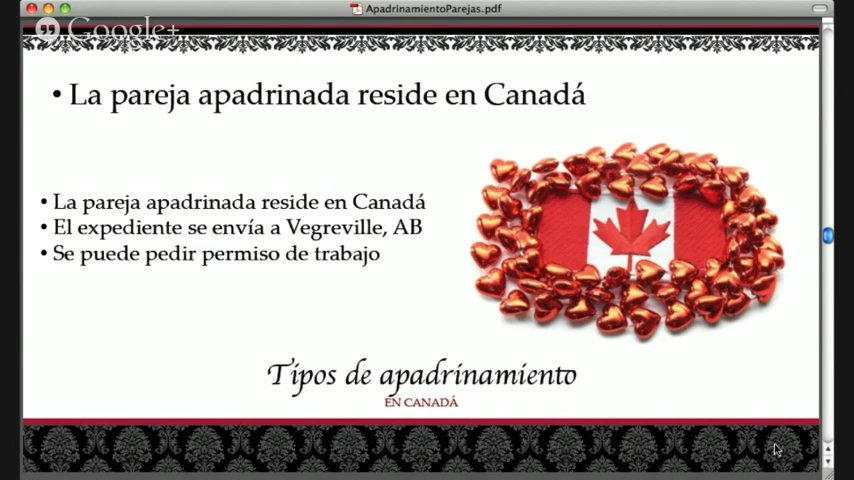 ApadrinamientoParejas.pdf
Google+
• La pareja apadrinada reside en Canadá
• La pareja apadrinada reside en Canadá
• El expediente se envía a Vegreville, AB
• Se puede pedir permiso de trabajo
Tipos de apadrinamiento
EN CANADÁ